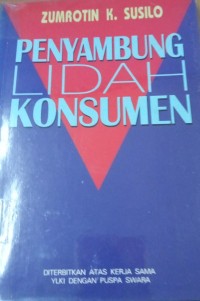 ZUMROTIN K. SUSILO
PENYAMBUNG
LIDAH
KONSUMEN
DITERBITKAN ATAS KERJA SAMA
YLKI DENGAN PUSPA SWARA